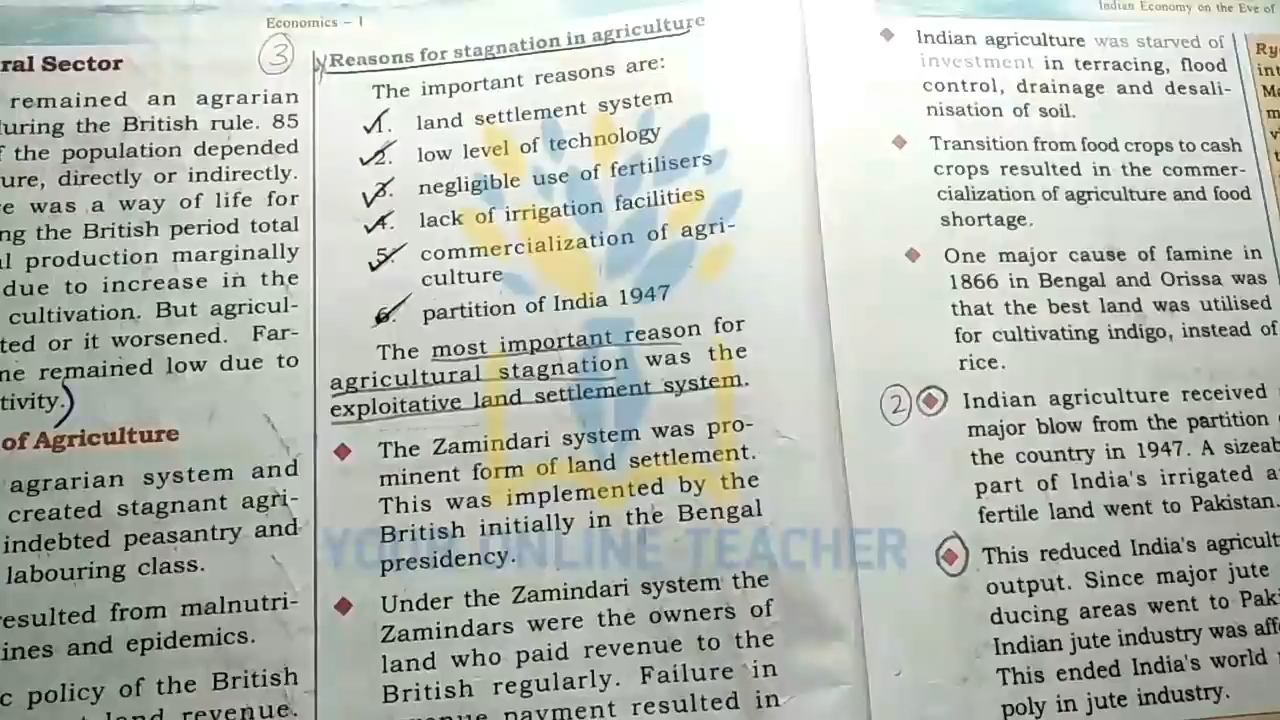 Economics – I
Indian Economy on the Eve of
ral Sector
remained an agrarian
during the British rule. 85
the population depended
ure, directly or indirectly.
e was a way of life for
ng the British period total
l production marginally
due to increase in the
cultivation. But agricul-
ted or it worsened. Far-
ne remained low due to
tivity.)
of Agriculture
agrarian system and
created stagnant agri-
indebted peasantry and
labouring class.
resulted from malnutri-
ines and epidemics.
c policy of the British
land revenue.
3
Reasons for stagnation in agriculture
The important reasons are:
1. land settlement system
2. low level of technology
3. negligible use of fertilisers
4. lack of irrigation facilities
5. commercialization of agri-
culture
6. partition of India 1947
The most important reason for
agricultural stagnation was the
exploitative land settlement system.
The Zamindari system was pro-
minent form of land settlement.
This was implemented by the
British initially in the Bengal
presidency.
Under the Zamindari system the
Zamindars were the owners of
land who paid revenue to the
British regularly. Failure in
payment resulted in
Indian agriculture was starved of
investment in terracing, flood
control, drainage and desali-
nisation of soil.
Transition from food crops to cash
crops resulted in the commer-
cialization of agriculture and food
shortage.
One major cause of famine in
1866 in Bengal and Orissa was
that the best land was utilised
for cultivating indigo, instead of
rice.
2
Indian agriculture received
major blow from the partition
the country in 1947. A sizeab
part of India's irrigated a
fertile land went to Pakistan.
This reduced India's agricult
output. Since major jute
ducing areas went to Paki
Indian jute industry was aff
This ended India's world
poly in jute industry.
Ry
int
Ma
m
v
t
YOUR ONLINE TEACHER